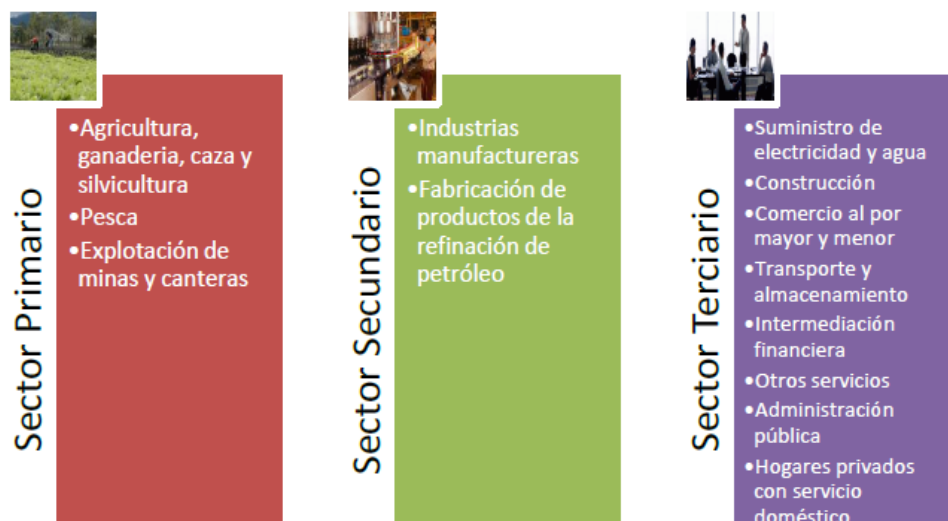 Sector Primario
•Agricultura,
ganaderia, caza y
silvicultura
•Pesca
•Explotación de
minas y canteras
Sector Secundario
•Industrias
manufactureras
•Fabricación de
productos de la
refinación de
petróleo
Sector Terciario
•Suministro de
electricidad y agua
•Construcción
•Comercio al por
mayor y menor
•Transporte y
almacenamiento
•Intermediación
financiera
•Otros servicios
•Administración
pública
•Hogares privados
con servicio
doméstico